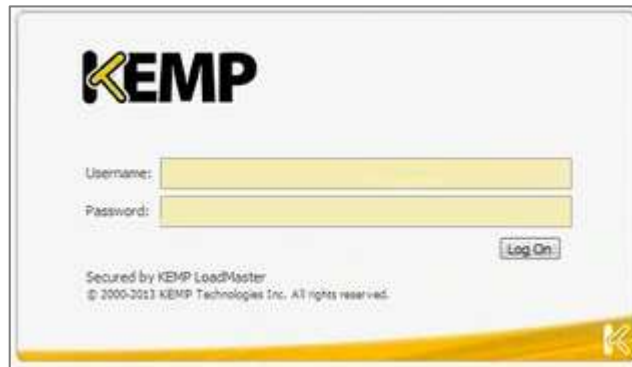 KEMP
Username:
Password:
Log On
Secured by KEMP LoadMaster
© 2000-2013 KEMP Technologies Inc. All rights reserved.